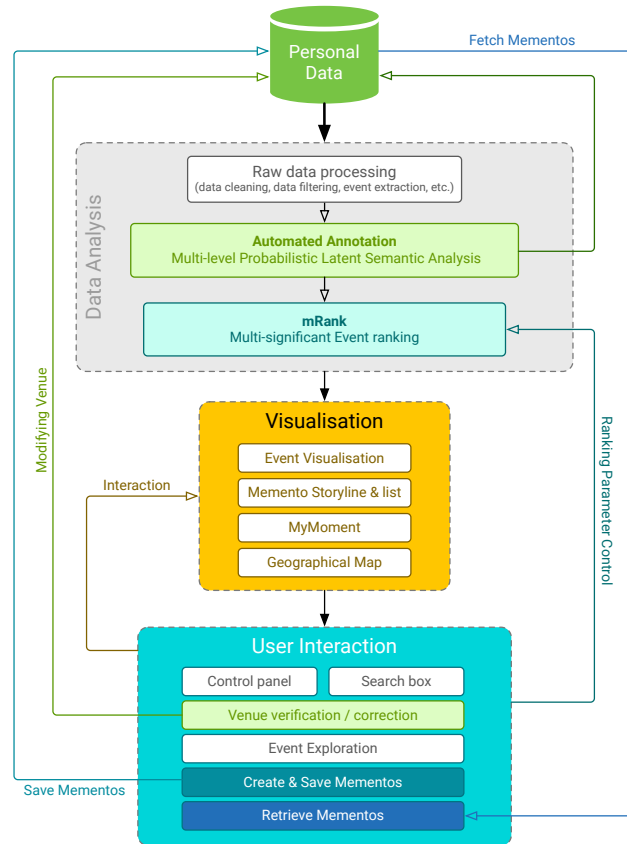 Fetch Mementos
Personal
Data
Data Analysis
Raw data processing
(data cleaning, data filtering, event extraction, etc.)
Automated Annotation
Multi-level Probabilistic Latent Semantic Analysis
mRank
Multi-significant Event ranking
Modifying Venue
Ranking Parameter Control
Visualisation
Event Visualisation
Interaction
Memento Storyline & list
MyMoment
Geographical Map
User Interaction
Control panel
Search box
Venue verification / correction
Event Exploration
Create & Save Mementos
Save Mementos
Retrieve Mementos